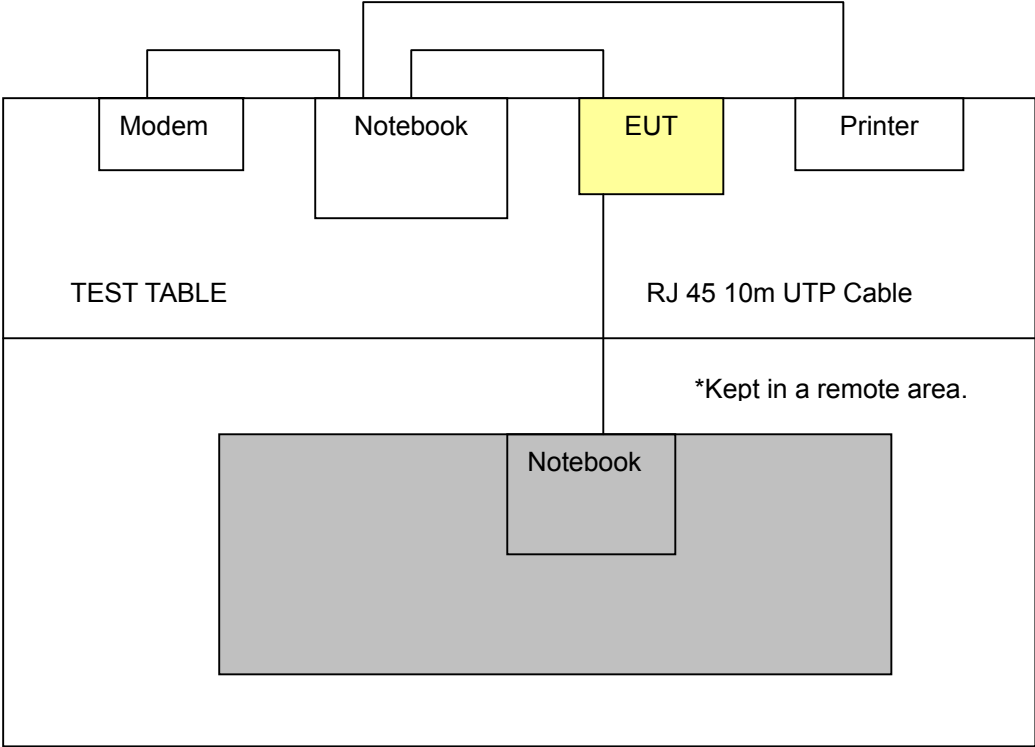 Modem
Notebook
EUT
Printer
TEST TABLE
RJ 45 10m UTP Cable
*Kept in a remote area.
Notebook